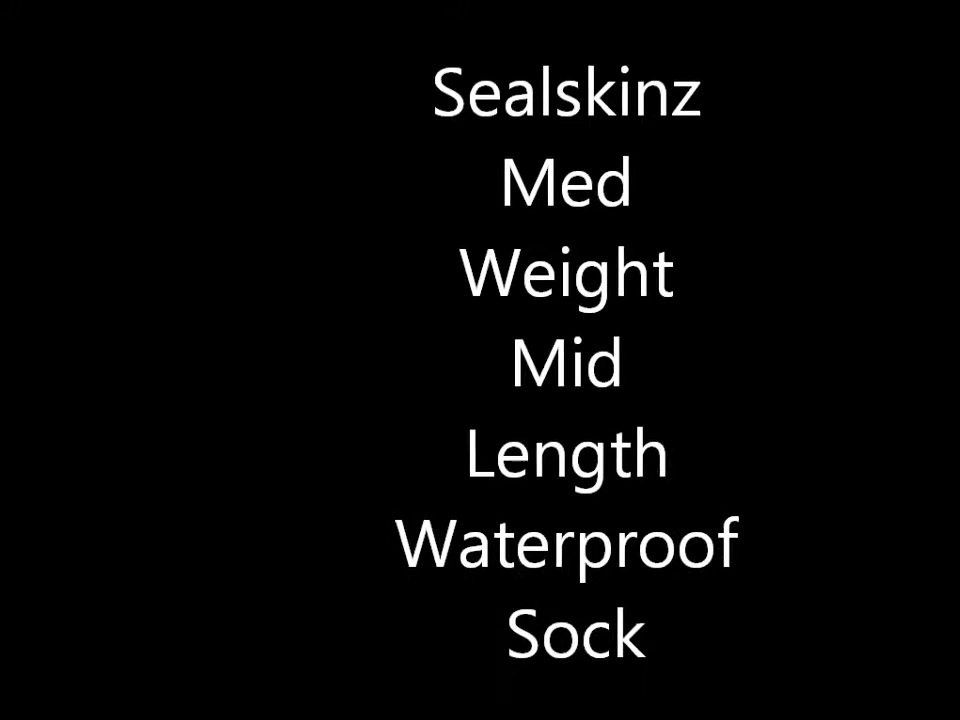 Sealskinz
Med
Weight
Mid
Length
Waterproof
Sock